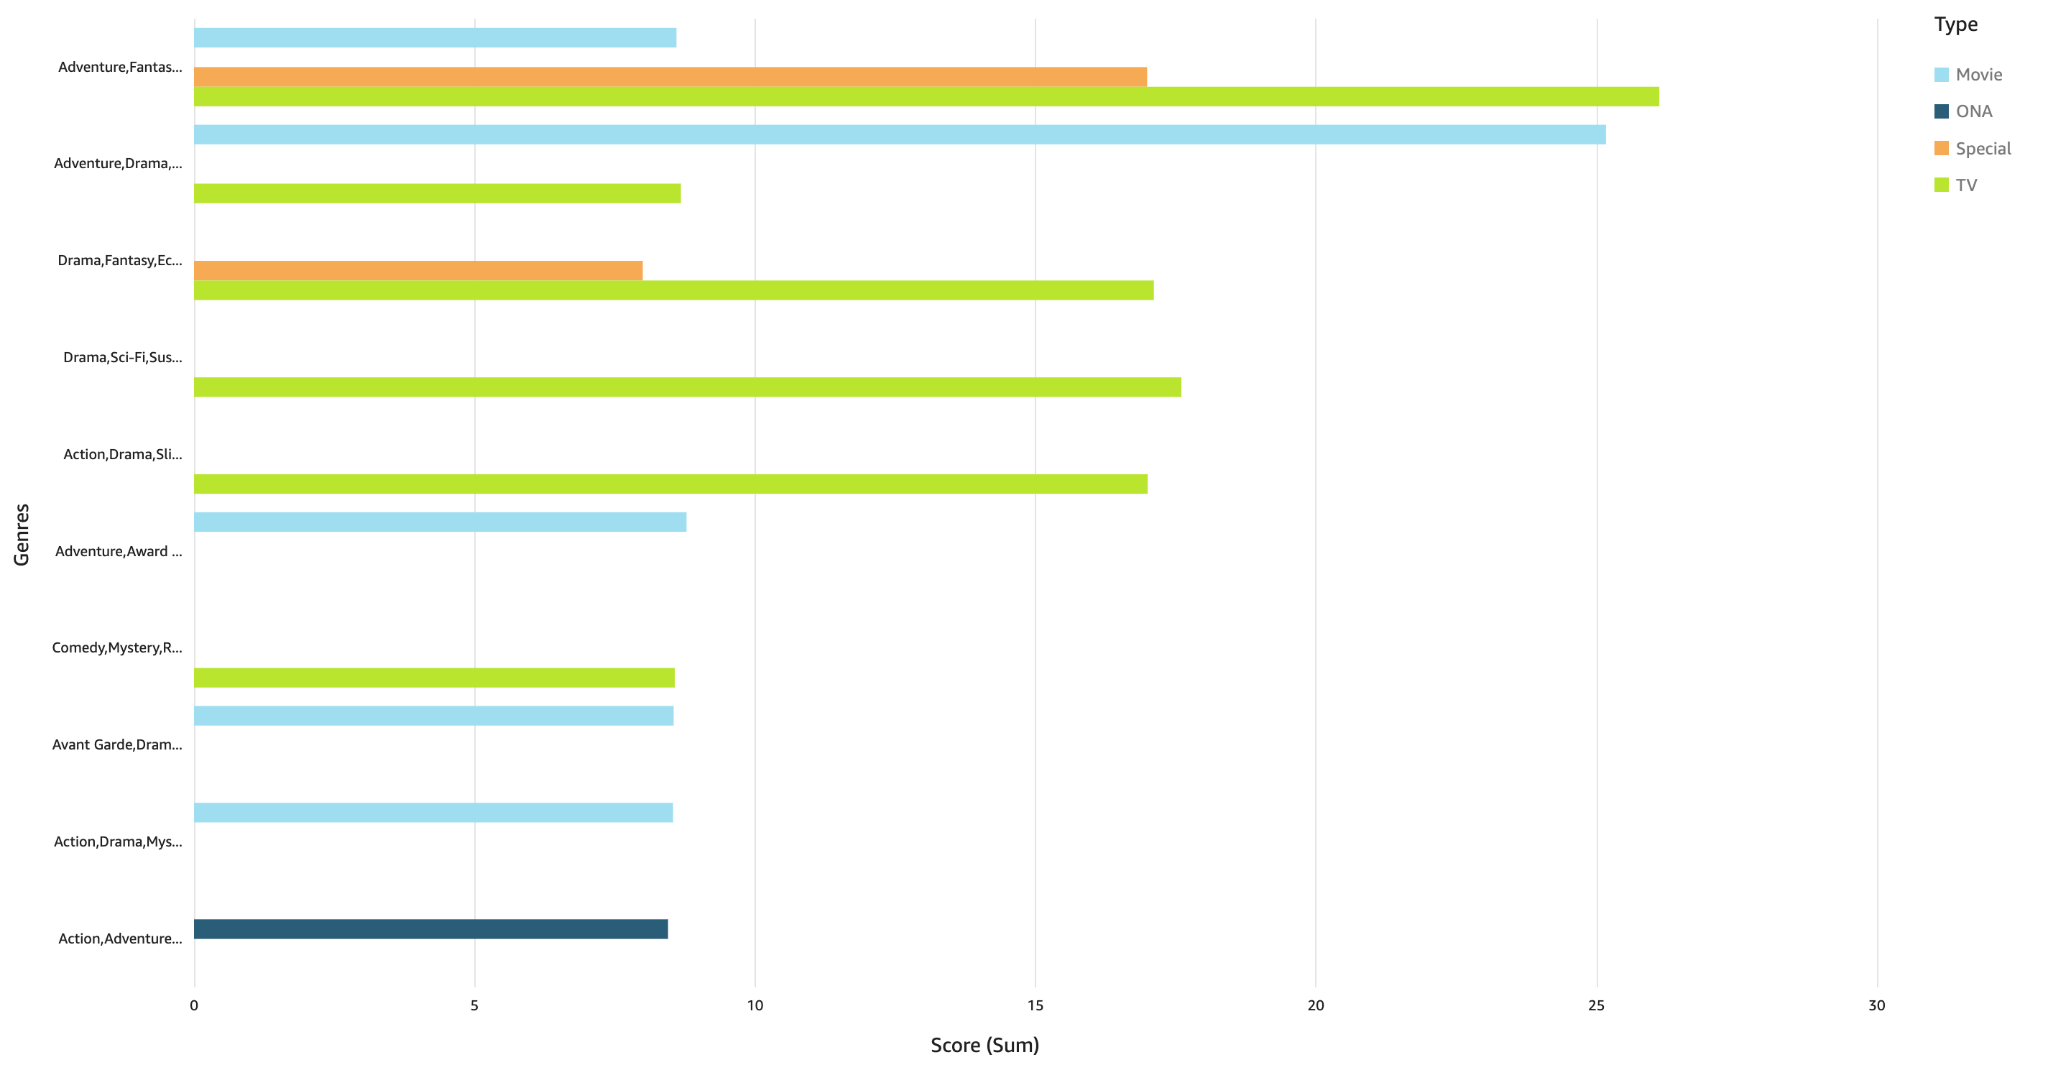 Type
Movie
ONA
Special
TV
Genres
Adventure,Fantas...
Adventure,Drama,...
Drama,Fantasy,Ec...
Drama,Sci-Fi,Sus...
Action,Drama,Sli...
Adventure,Award ...
Comedy,Mystery,R...
Avant Garde,Dram...
Action,Drama,Mys...
Action,Adventure...
0 5 10 15 20 25 30
Score (Sum)